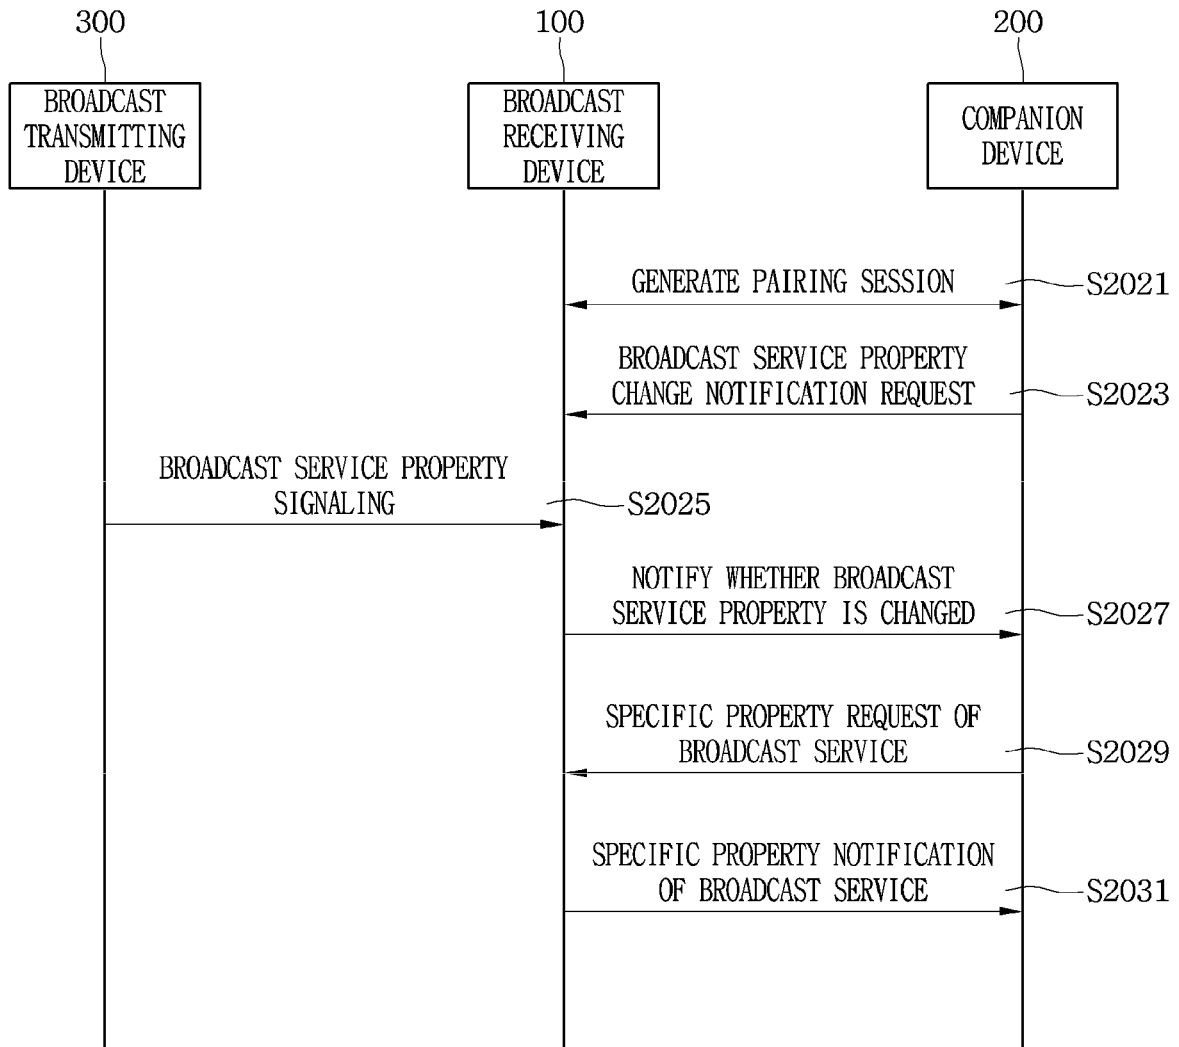 300
100
200
BROADCAST
TRANSMITTING
DEVICE
BROADCAST
RECEIVING
DEVICE
COMPANION
DEVICE
GENERATE PAIRING SESSION
S2021
BROADCAST SERVICE PROPERTY
CHANGE NOTIFICATION REQUEST
S2023
BROADCAST SERVICE PROPERTY
SIGNALING
S2025
NOTIFY WHETHER BROADCAST
SERVICE PROPERTY IS CHANGED
S2027
SPECIFIC PROPERTY REQUEST OF
BROADCAST SERVICE
S2029
SPECIFIC PROPERTY NOTIFICATION
OF BROADCAST SERVICE
S2031